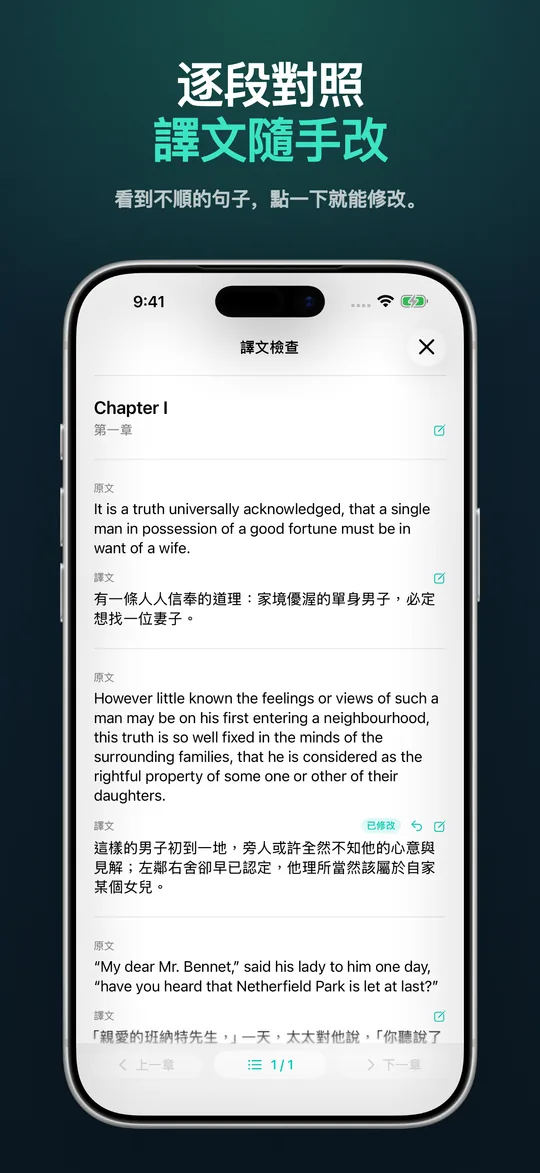 逐段對照
譯文隨手改
看到不順的句子，點一下就能修改。
9:41
譯文檢查
Chapter I
第一章
原文
It is a truth universally acknowledged, that a single
man in possession of a good fortune must be in
want of a wife.
譯文
有一條人人信奉的道理：家境優渥的單身男子，必定
想找一位妻子。
原文
However little known the feelings or views of such a
man may be on his first entering a neighbourhood,
this truth is so well fixed in the minds of the
surrounding families, that he is considered as the
rightful property of some one or other of their
daughters.
譯文
已修改
這樣的男子初到一地，旁人或許全然不知他的心意與
見解；左鄰右舍卻早已認定，他理所當然該屬於自家
某個女兒。
原文
“My dear Mr. Bennet,” said his lady to him one day,
“have you heard that Netherfield Park is let at last?”
譯文
「親愛的班納特先生，」一天，太太對他說，「你聽說了
上一章
1 / 1
下一章